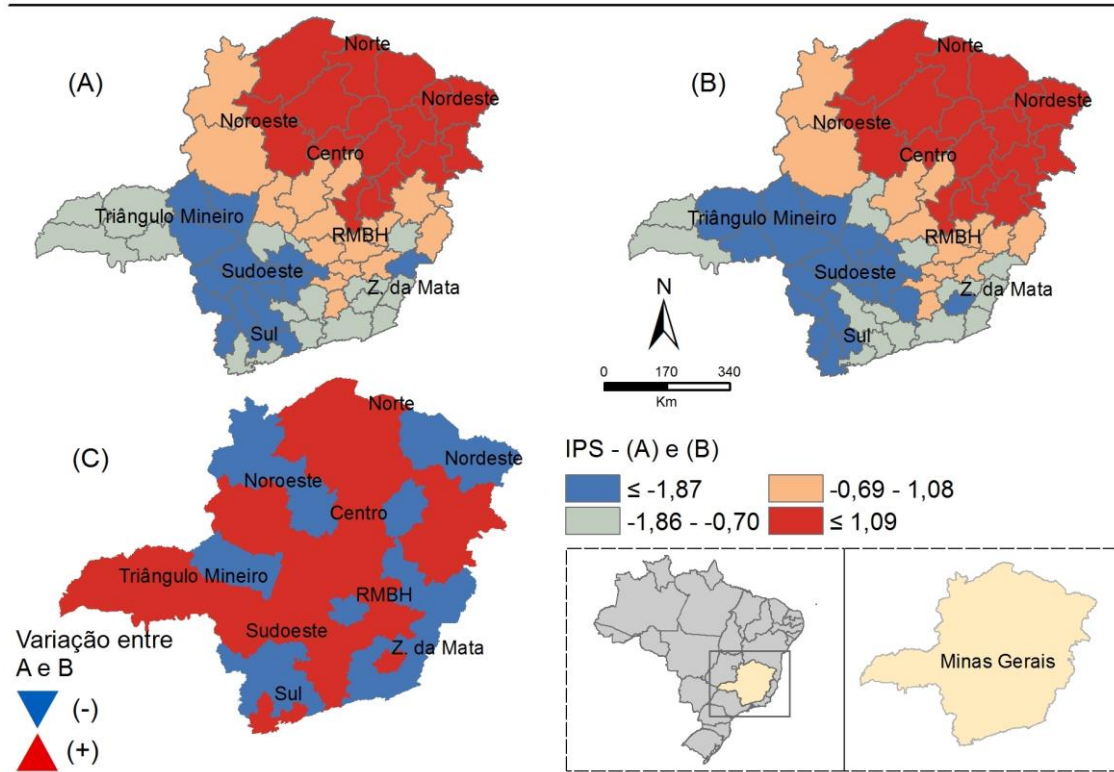 (A)
Norte
Nordeste
Noroeste
Centro
Triângulo Mineiro
RMBH
Sudoeste
Z. da Mata
Sul
(B)
Norte
Nordeste
Noroeste
Centro
Triângulo Mineiro
RMBH
Sudoeste
Z. da Mata
Sul
N
0 170 340
Km
(C)
Norte
Nordeste
Noroeste
Centro
Triângulo Mineiro
RMBH
Sudoeste
Z. da Mata
Sul
Variação entre
A e B
(-)
(+)
IPS - (A) e (B)
≤ -1,87
-0,69 - 1,08
-1,86 - -0,70
≤ 1,09
Minas Gerais